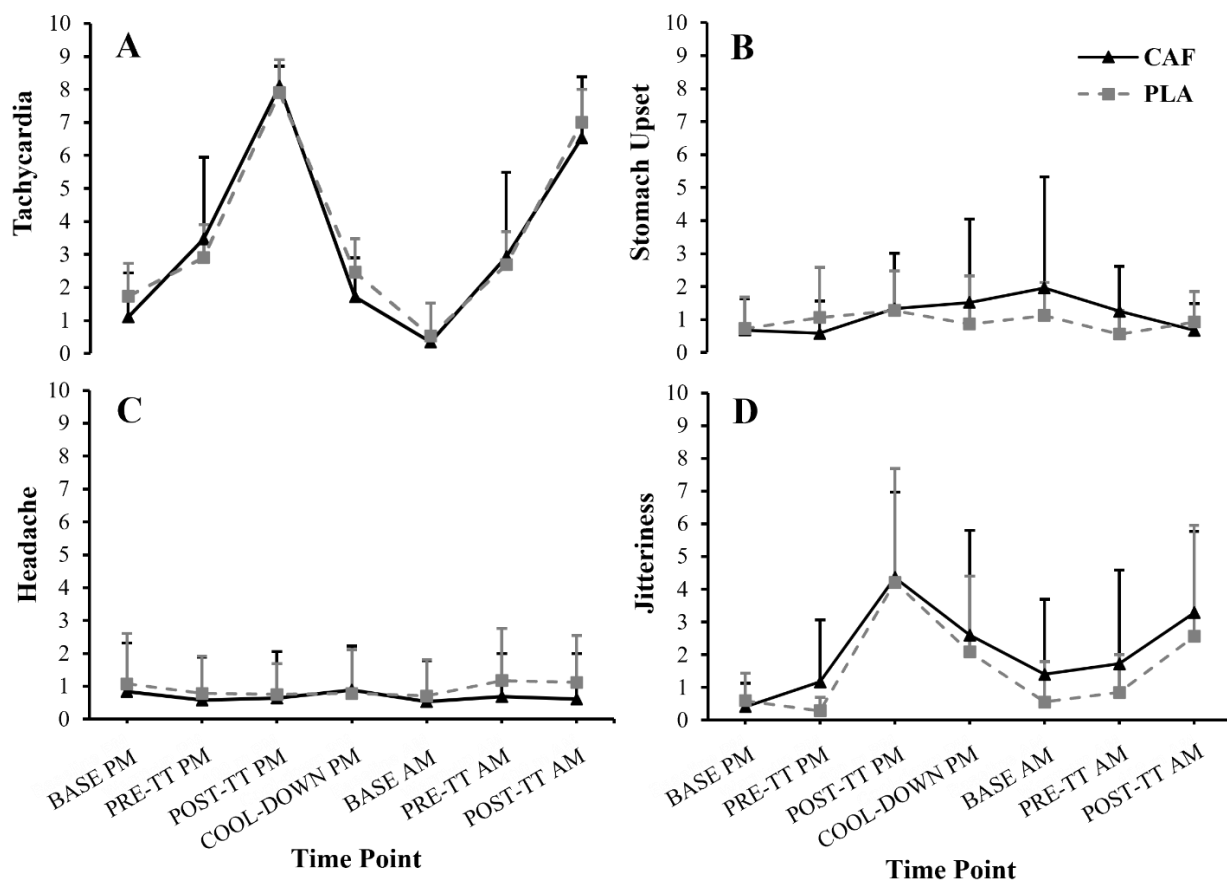 A
10
9
8
7
6
5
4
3
2
1
0
Tachycardia
B
10
9
8
7
6
5
4
3
2
1
0
Stomach Upset
CAF
PLA
C
10
9
8
7
6
5
4
3
2
1
0
Headache
BASE PM
PRE-TT PM
POST-TT PM
COOL-DOWN PM
BASE AM
PRE-TT AM
POST-TT AM
Time Point
D
10
9
8
7
6
5
4
3
2
1
0
Jitteriness
BASE PM
PRE-TT PM
POST-TT PM
COOL-DOWN PM
BASE AM
PRE-TT AM
POST-TT AM
Time Point